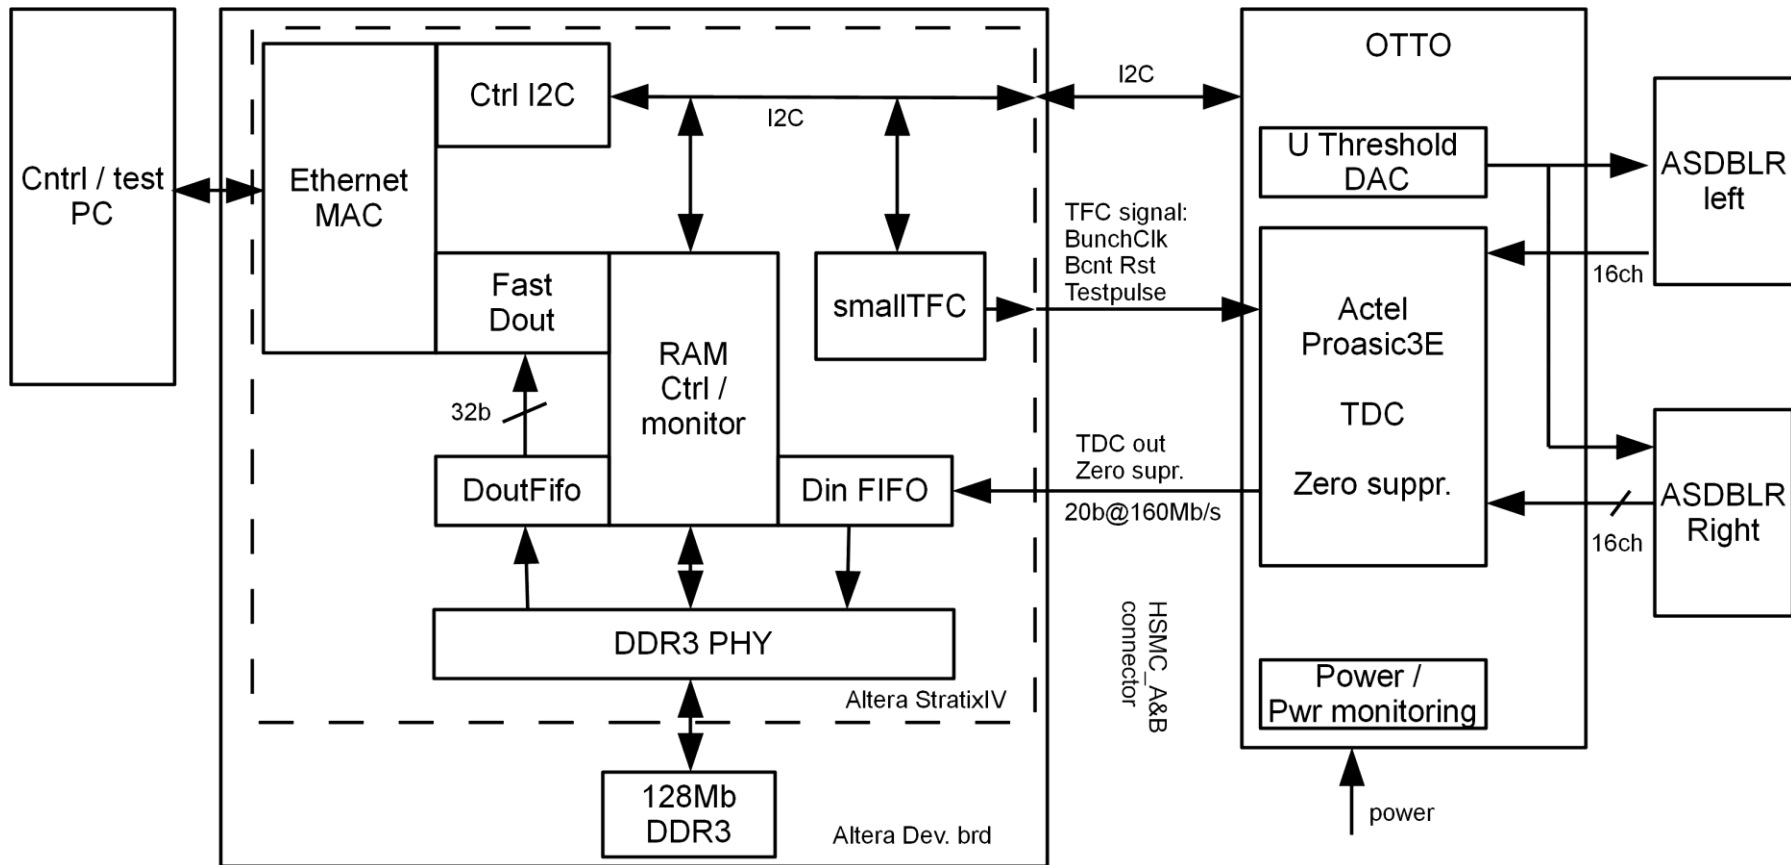 Cntrl / test
PC
Ethernet
MAC
Ctrl I2C
I2C
I2C
Fast
Dout
RAM
Ctrl /
monitor
smallTFC
32b
DoutFifo
Din FIFO
DDR3 PHY
Altera StratixIV
128Mb
DDR3
Altera Dev. brd
TFC signal:
BunchClk
Bcnt Rst
Testpulse
TDC out
Zero supr.
20b@160Mb/s
HSMC_A&B
connector
OTTO
U Threshold
DAC
Actel
Proasic3E
TDC
Zero suppr.
Power /
Pwr monitoring
power
ASDBLR
left
16ch
ASDBLR
Right
16ch